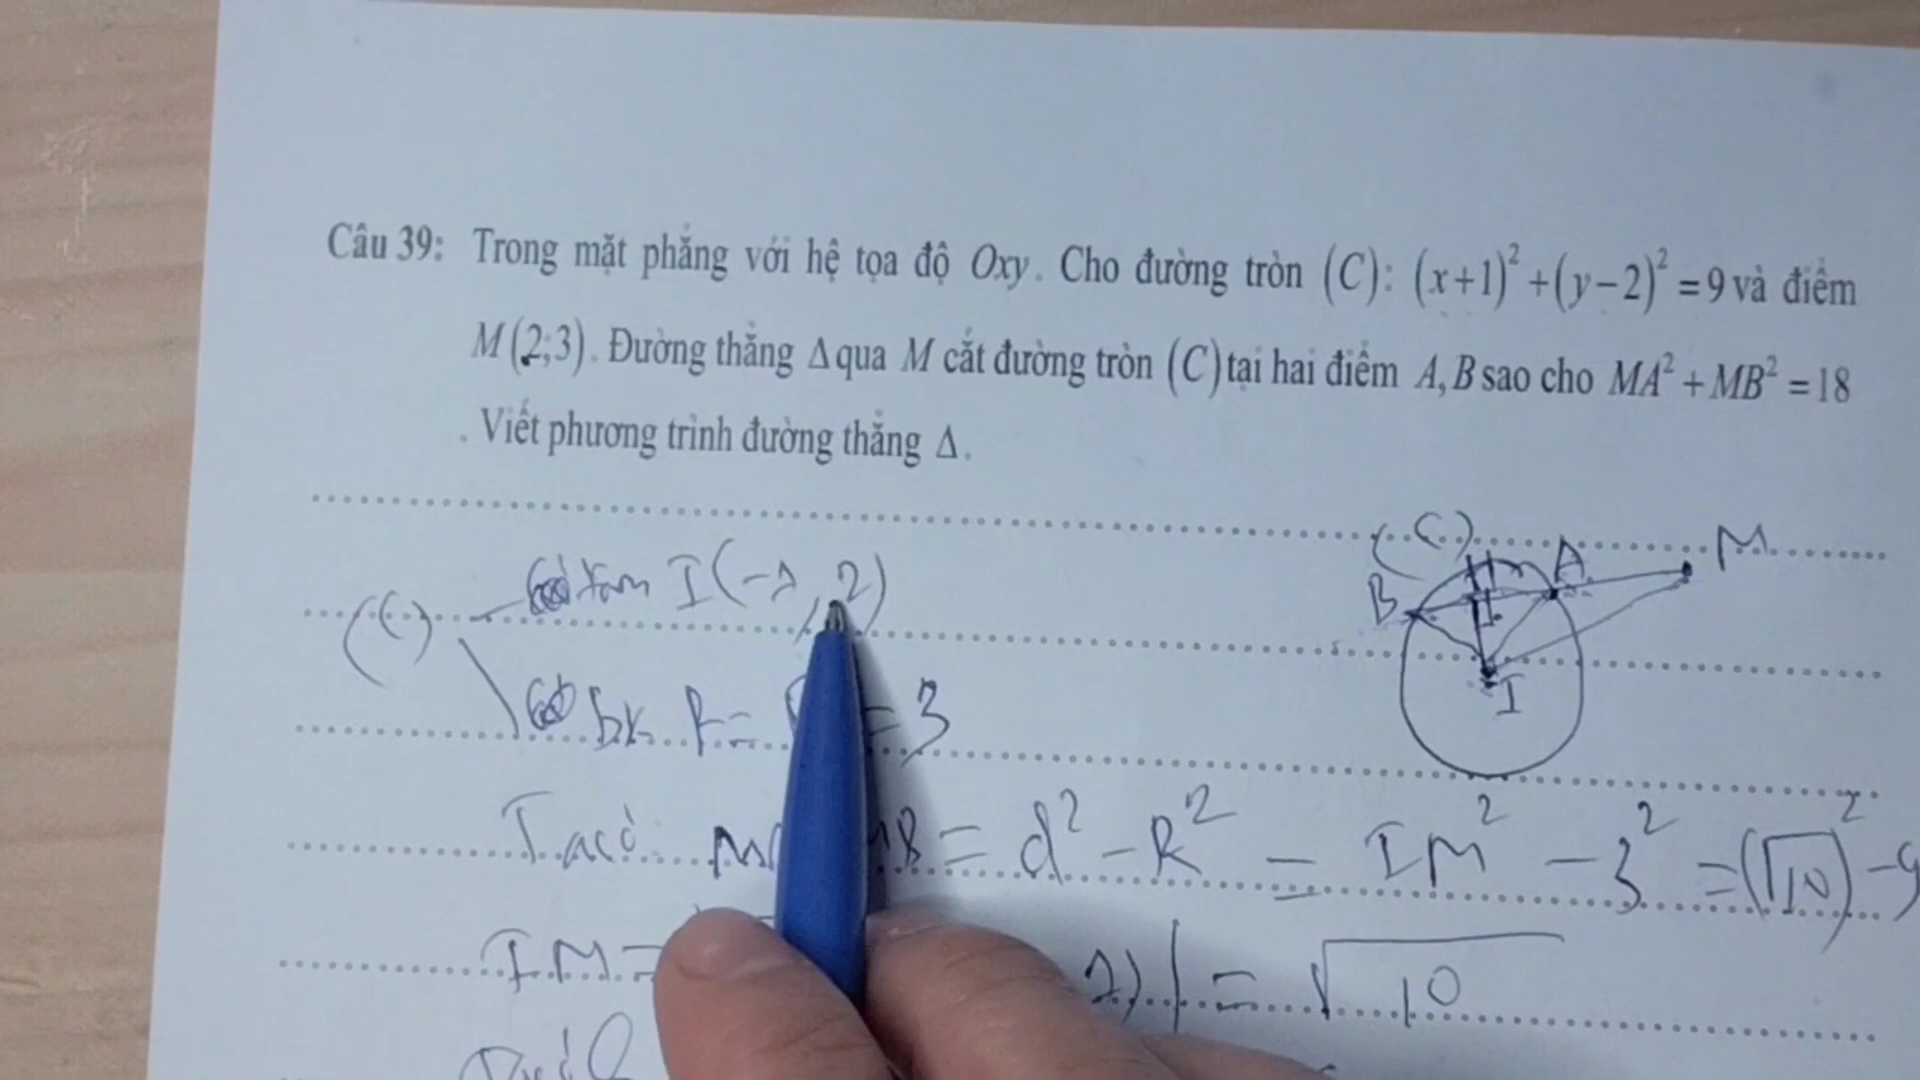 Câu 39: Trong mặt phẳng với hệ tọa độ Oxy. Cho đường tròn (C): (x+1)² + (y−2)² = 9 và điểm
M(2;3). Đường thẳng Δ qua M cắt đường tròn (C) tại hai điểm A, B sao cho MA² + MB² = 18
. Viết phương trình đường thẳng Δ.
(C) A M
B
I
(C) tâm I(-1, 2)
bk R = = 3
Ta có: = d² − R² = IM² − 3² = (√10)² − 9
IM = = √10